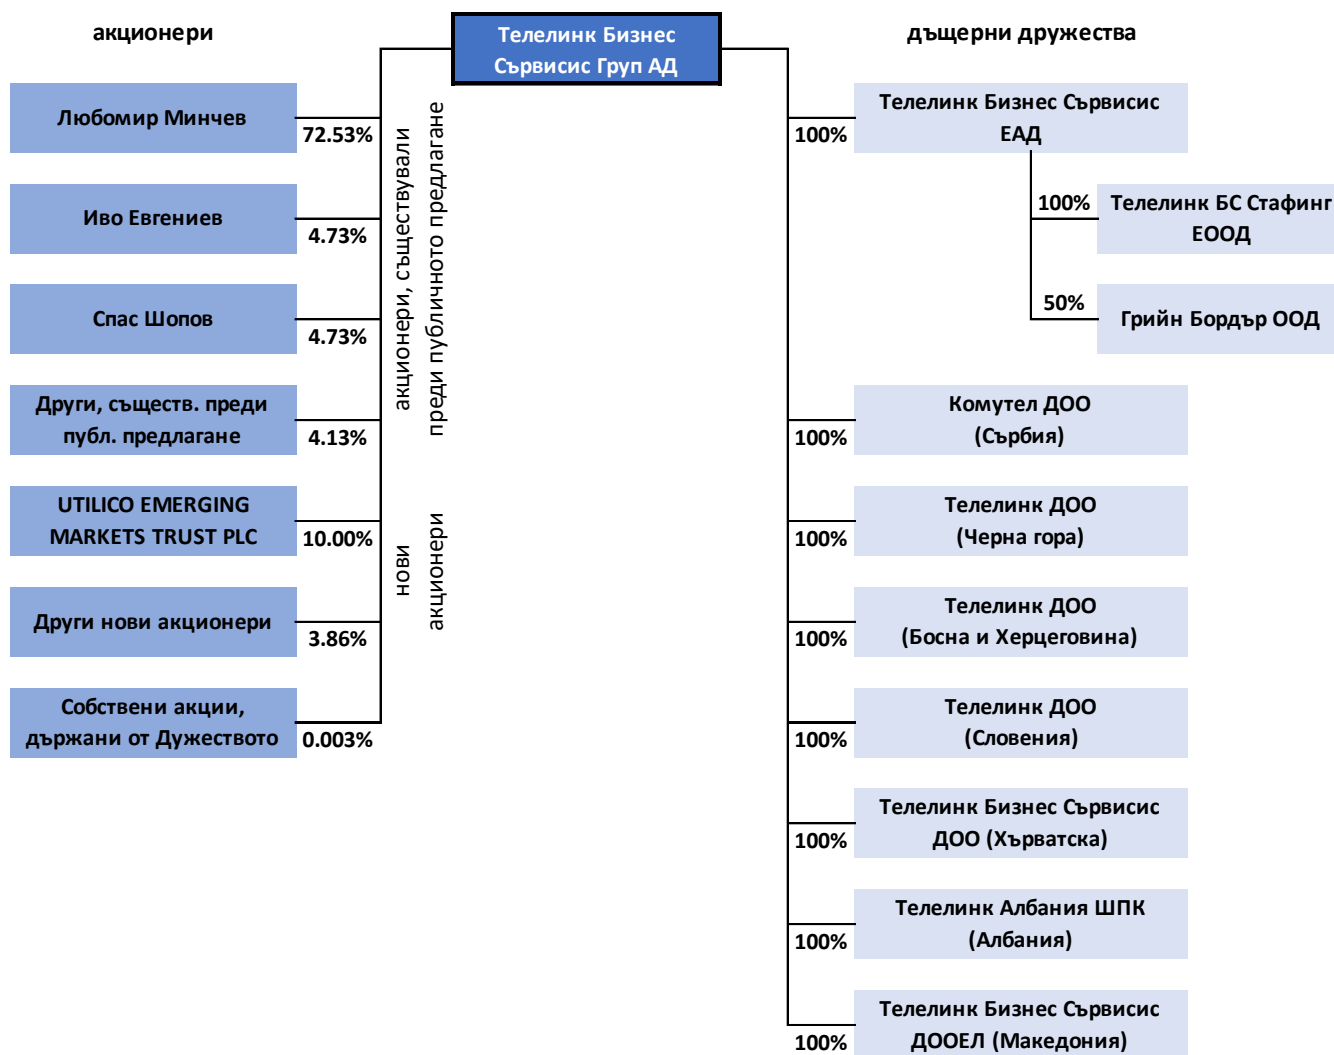 акционери
Телелинк Бизнес
Сървисис Груп АД
дъщерни дружества
Любомир Минчев
72.53%
Иво Евгениев
4.73%
Спас Шопов
4.73%
Други, съществ. преди
публ. предлагане
4.13%
UTILICO EMERGING
MARKETS TRUST PLC
10.00%
Други нови акционери
3.86%
Собствени акции,
държани от Дужеството
0.003%
акционери, съществували
преди публичното предлагане
нови
акционери
Телелинк Бизнес Сървисис
ЕАД
100%
100%
Телелинк БС Стафинг
ЕООД
50%
Грийн Бордър ООД
Комутел ДОО
(Сърбия)
100%
Телелинк ДОО
(Черна гора)
100%
Телелинк ДОО
(Босна и Херцеговина)
100%
Телелинк ДОО
(Словения)
100%
Телелинк Бизнес Сървисис
ДОО (Хърватска)
100%
Телелинк Албания ШПК
(Албания)
100%
Телелинк Бизнес Сървисис
ДООЕЛ (Македония)
100%